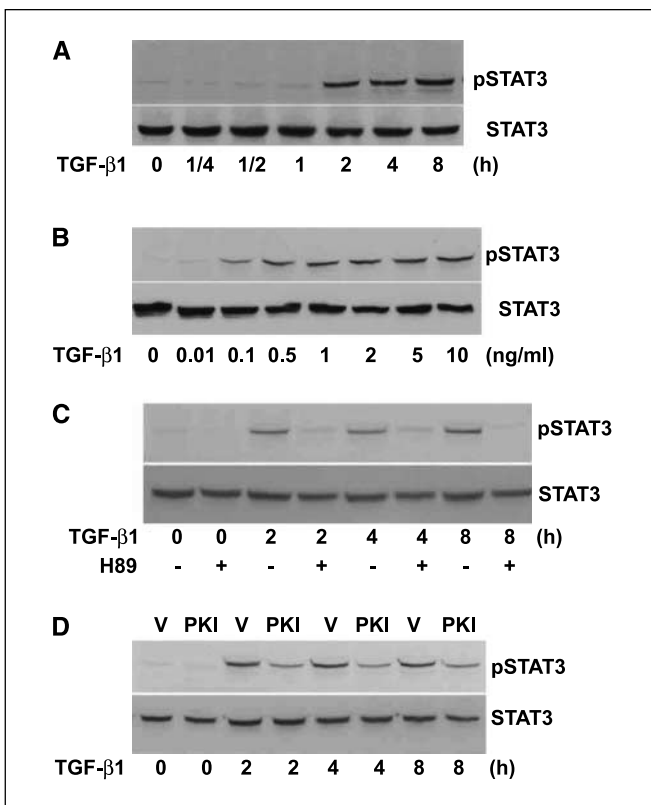 A
pSTAT3
STAT3
TGF-β1 0 1/4 1/2 1 2 4 8 (h)
B
pSTAT3
STAT3
TGF-β1 0 0.01 0.1 0.5 1 2 5 10 (ng/ml)
C
pSTAT3
STAT3
TGF-β1 0 0 2 2 4 4 8 8 (h)
H89 - + - + - + - +
D V PKI V PKI V PKI V PKI
pSTAT3
STAT3
TGF-β1 0 0 2 2 4 4 8 8 (h)